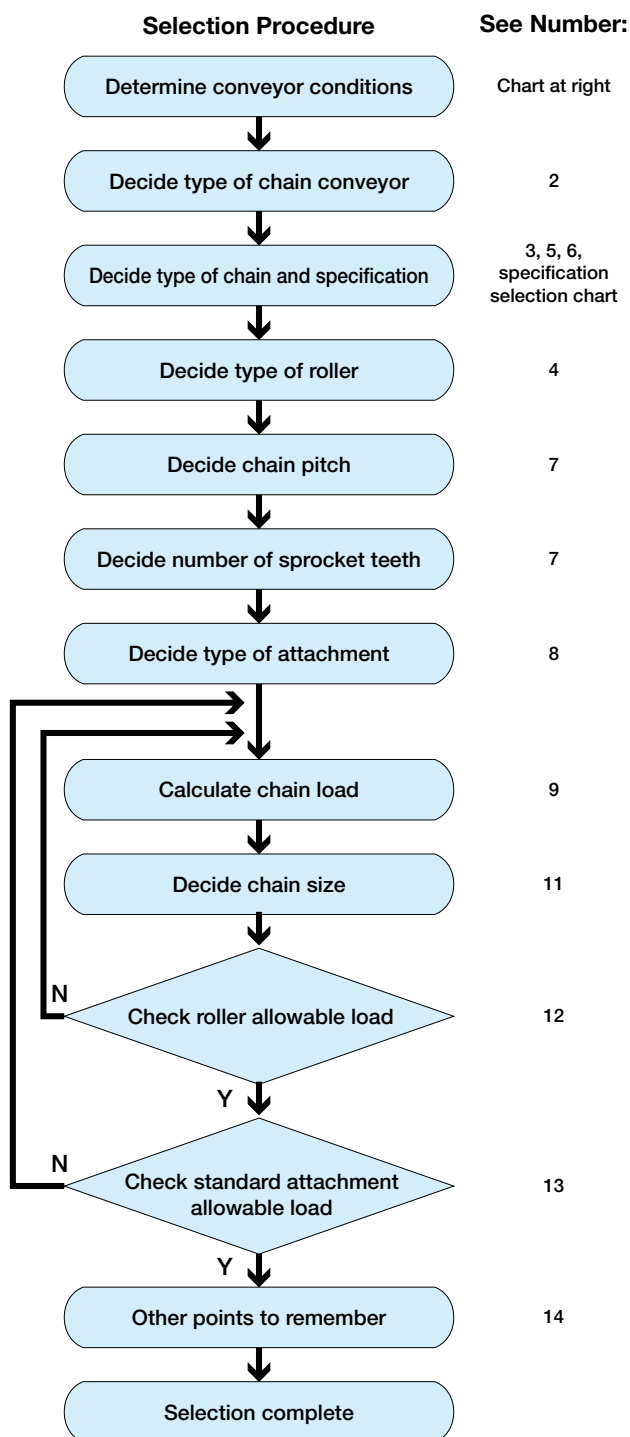 Selection Procedure See Number:
Determine conveyor conditions Chart at right
Decide type of chain conveyor 2
Decide type of chain and specification 3, 5, 6,
specification
selection chart
Decide type of roller 4
Decide chain pitch 7
Decide number of sprocket teeth 7
Decide type of attachment 8
Calculate chain load 9
Decide chain size 11
N
Check roller allowable load 12
Y
N
Check standard attachment
allowable load 13
Y
Other points to remember 14
Selection complete